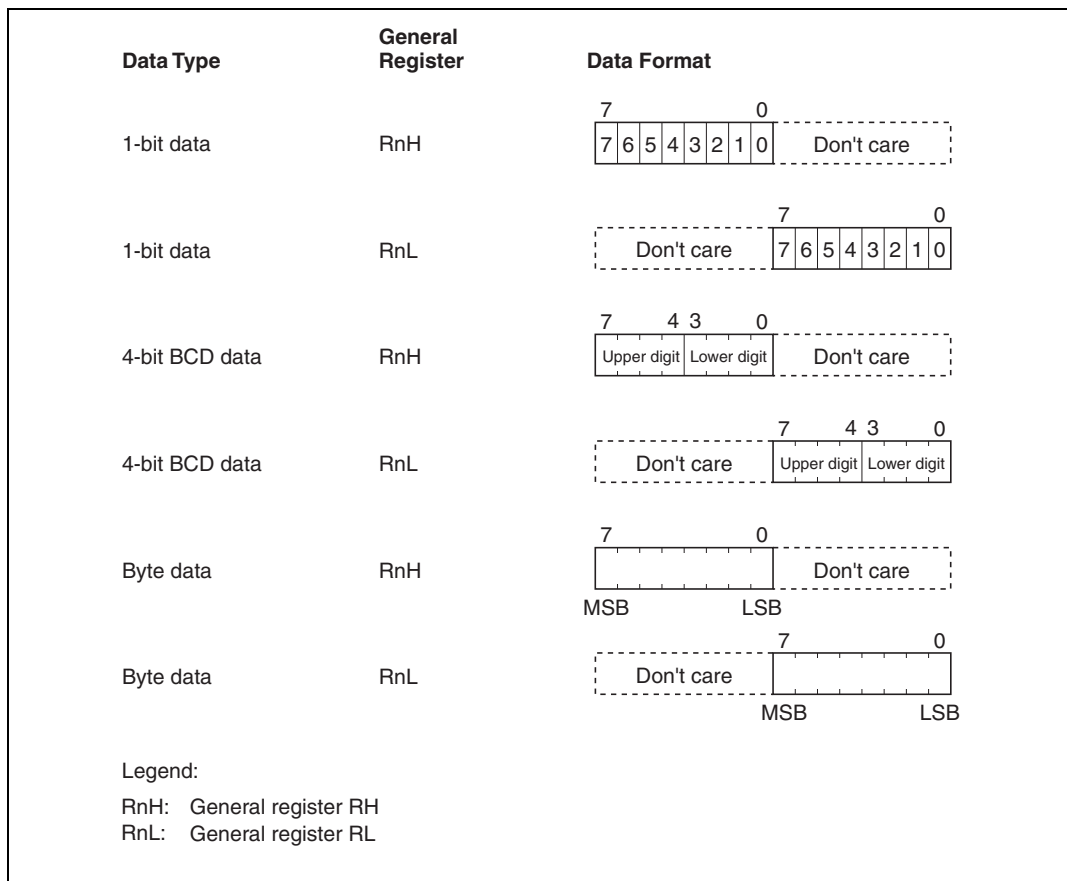 Data Type General Register Data Format
7 0
1-bit data RnH 7 6 5 4 3 2 1 0 Don't care
7 0
1-bit data RnL Don't care 7 6 5 4 3 2 1 0
7 4 3 0
4-bit BCD data RnH Upper digit Lower digit Don't care
7 4 3 0
4-bit BCD data RnL Don't care Upper digit Lower digit
7 0
Byte data RnH Don't care
MSB LSB
7 0
Byte data RnL Don't care
MSB LSB
Legend:
RnH: General register RH
RnL: General register RL